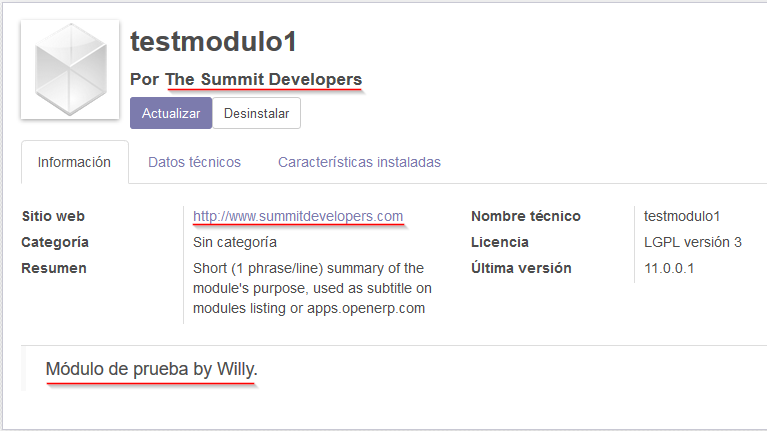 testmodulo1
Por The Summit Developers
Actualizar Desinstalar
Información Datos técnicos Características instaladas
Sitio web http://www.summitdevelopers.com Nombre técnico testmodulo1
Categoría Sin categoría Licencia LGPL versión 3
Resumen Short (1 phrase/line) summary of the Última versión 11.0.0.1
module's purpose, used as subtitle on
modules listing or apps.openerp.com
Módulo de prueba by Willy.